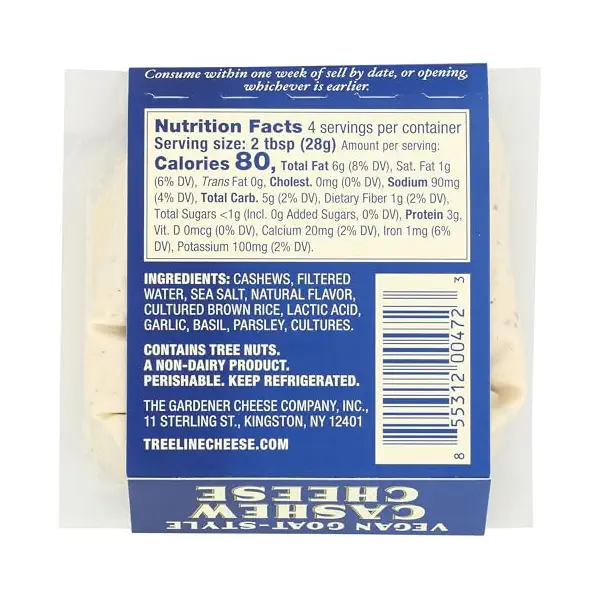 Consume within one week of sell by date, or opening,
whichever is earlier.
Nutrition Facts 4 servings per container
Serving size: 2 tbsp (28g) Amount per serving:
Calories 80, Total Fat 6g (8% DV), Sat. Fat 1g
(6% DV), Trans Fat 0g, Cholest. 0mg (0% DV), Sodium 90mg
(4% DV), Total Carb. 5g (2% DV), Dietary Fiber 1g (2% DV),
Total Sugars <1g (Incl. 0g Added Sugars, 0% DV), Protein 3g,
Vit. D 0mcg (0% DV), Calcium 20mg (2% DV), Iron 1mg (6%
DV), Potassium 100mg (2% DV).
INGREDIENTS: CASHEWS, FILTERED
WATER, SEA SALT, NATURAL FLAVOR,
CULTURED BROWN RICE, LACTIC ACID,
GARLIC, BASIL, PARSLEY, CULTURES.
CONTAINS TREE NUTS.
A NON-DAIRY PRODUCT.
PERISHABLE. KEEP REFRIGERATED.
THE GARDENER CHEESE COMPANY, INC.,
11 STERLING ST., KINGSTON, NY 12401
TREELINECHEESE.COM
8 55312 00472 3
VEGAN GOAT-STYLE
CASHEW
CHEESE